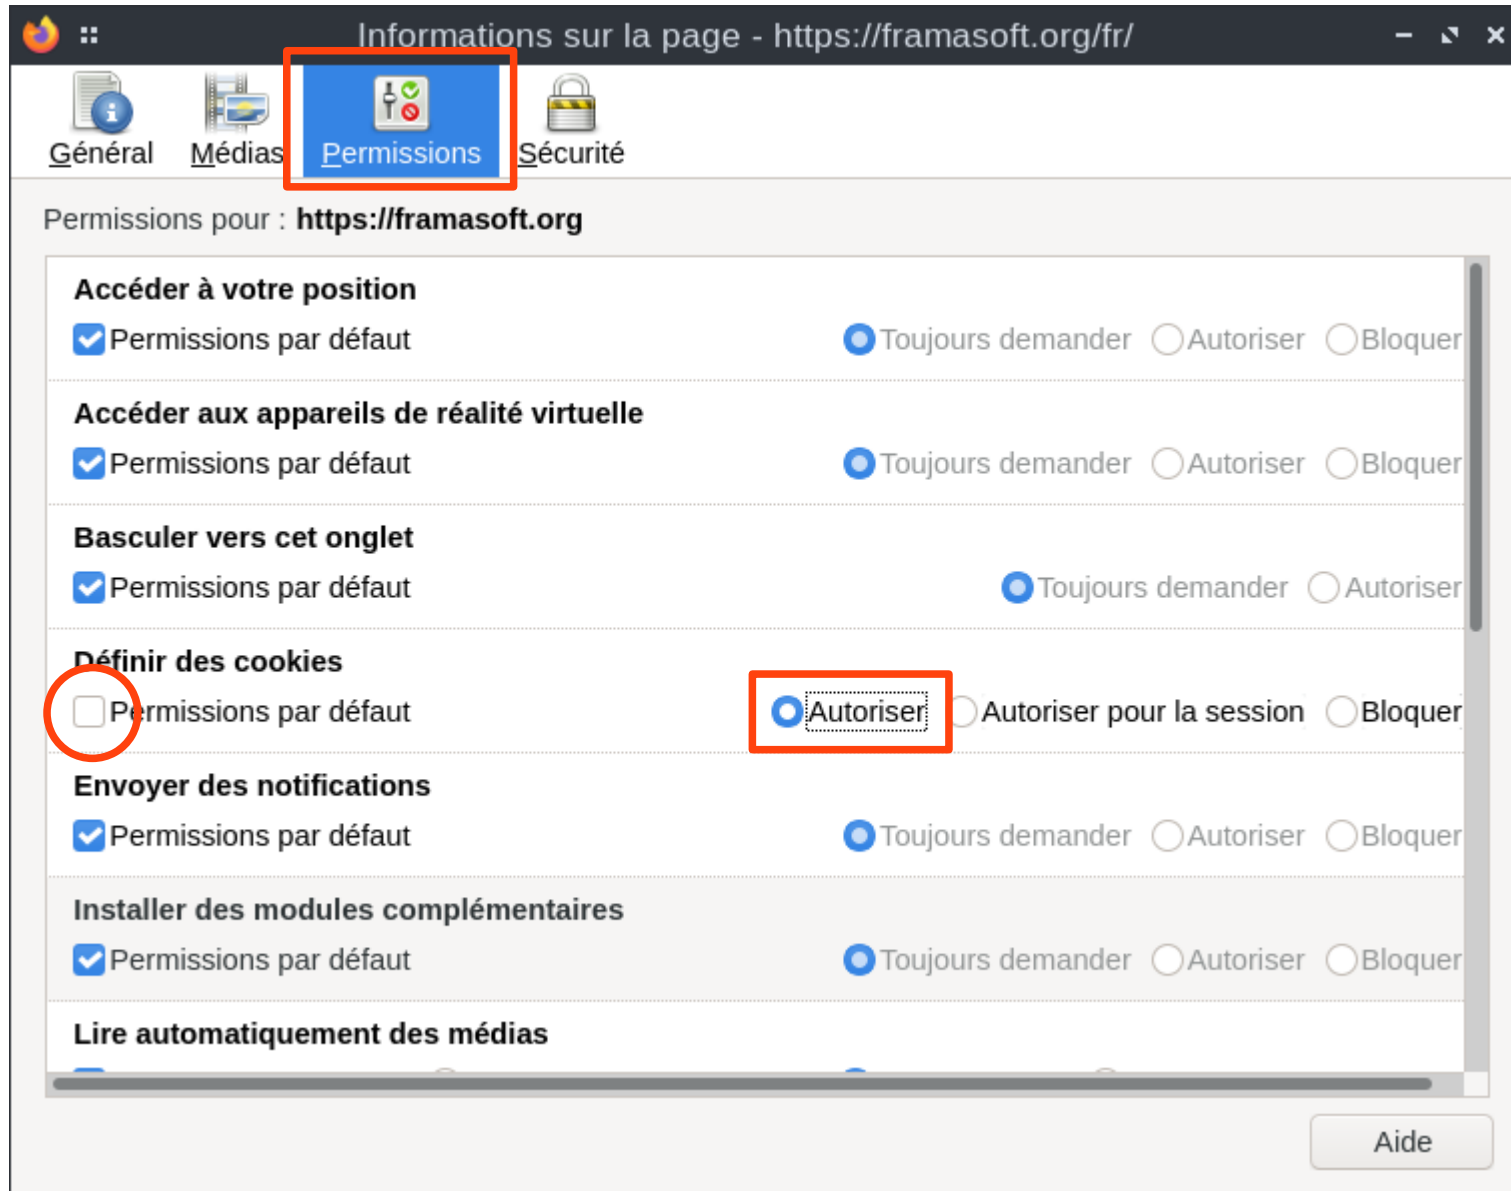 Informations sur la page - https://framasoft.org/fr/
Général Médias Permissions Sécurité
Permissions pour : https://framasoft.org
Accéder à votre position
Permissions par défaut Toujours demander Autoriser Bloquer
Accéder aux appareils de réalité virtuelle
Permissions par défaut Toujours demander Autoriser Bloquer
Basculer vers cet onglet
Permissions par défaut Toujours demander Autoriser
Définir des cookies
Permissions par défaut Autoriser Autoriser pour la session Bloquer
Envoyer des notifications
Permissions par défaut Toujours demander Autoriser Bloquer
Installer des modules complémentaires
Permissions par défaut Toujours demander Autoriser Bloquer
Lire automatiquement des médias
Aide